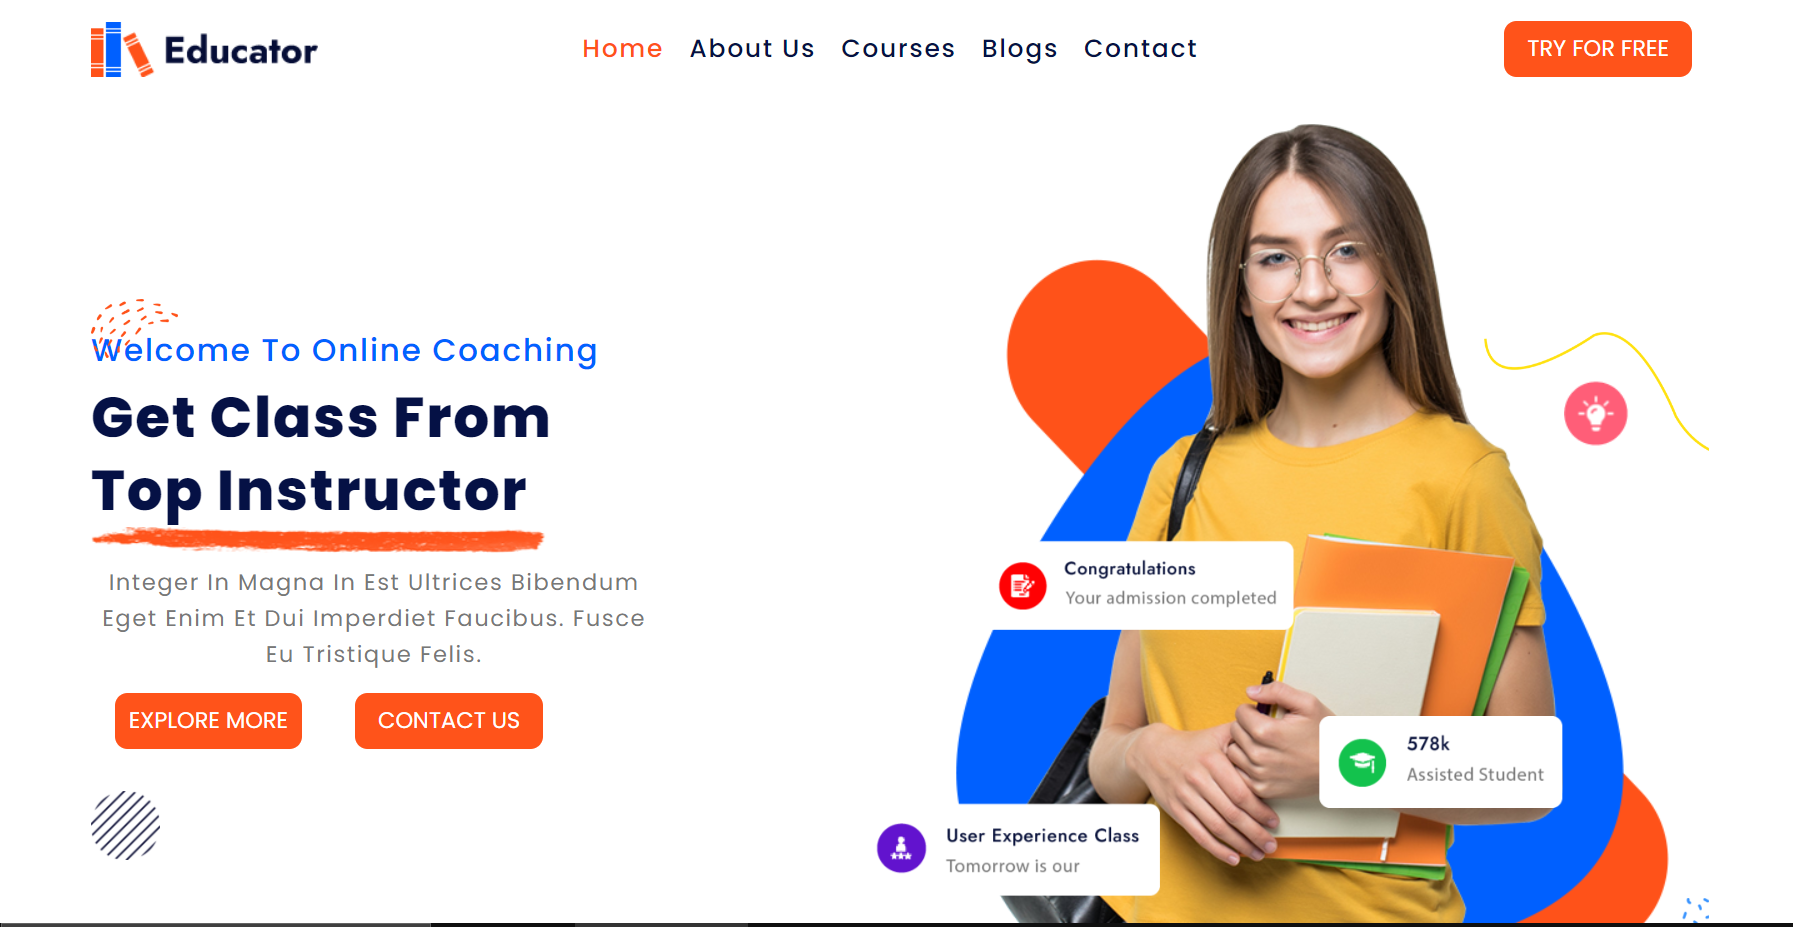 Educator
Home About Us Courses Blogs Contact
TRY FOR FREE
Welcome To Online Coaching
Get Class From
Top Instructor
Integer In Magna In Est Ultrices Bibendum
Eget Enim Et Dui Imperdiet Faucibus. Fusce
Eu Tristique Felis.
EXPLORE MORE
CONTACT US
Congratulations
Your admission completed
578k
Assisted Student
User Experience Class
Tomorrow is our